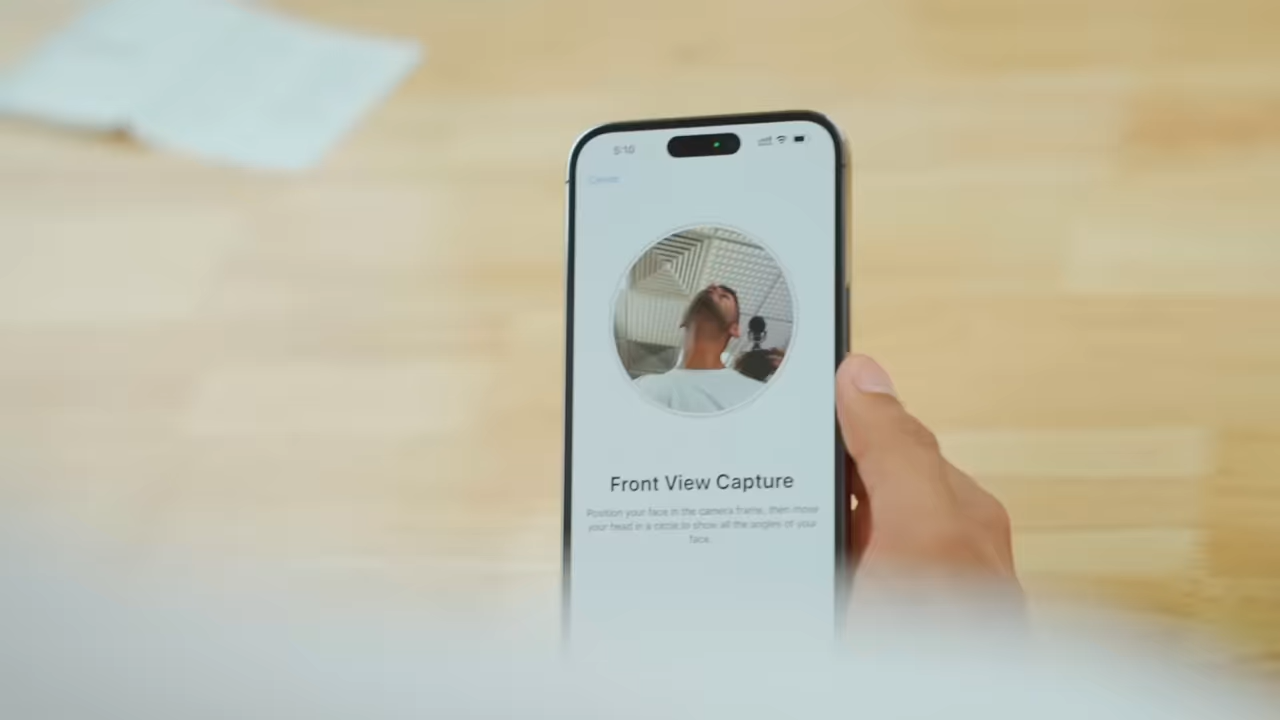 5:10
Cancel
Front View Capture
Position your face in the camera frame, then move
your head in a circle to show all the angles of your
face.